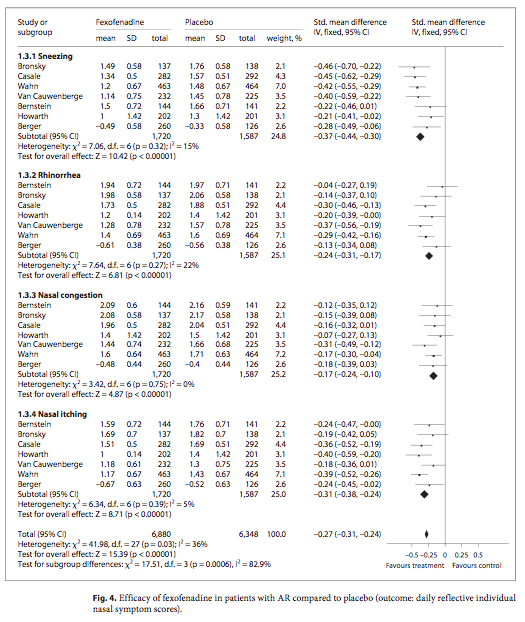 Study or subgroup Fexofenadine Placebo Std. mean difference IV, fixed, 95% CI Std. mean difference IV, fixed, 95% CI
mean SD total mean SD total weight, %
1.3.1 Sneezing
Bronsky 1.49 0.58 137 1.76 0.58 138 2.1 −0.46 (−0.70, −0.22)
Casale 1.34 0.5 282 1.57 0.51 292 4.3 −0.45 (−0.62, −0.29)
Wahn 1.2 0.67 463 1.48 0.67 464 7.0 −0.42 (−0.55, −0.29)
Van Cauwenberge 1.14 0.75 232 1.45 0.78 225 3.5 −0.40 (−0.59, −0.22)
Bernstein 1.5 0.72 144 1.66 0.71 141 2.2 −0.22 (−0.46, 0.01)
Howarth 1 1.42 202 1.3 1.42 201 3.1 −0.21 (−0.41, −0.02)
Berger −0.49 0.58 260 −0.33 0.58 126 2.6 −0.28 (−0.49, −0.06)
Subtotal (95% CI) 1,720 1,587 24.8 −0.37 (−0.44, −0.30)
Heterogeneity: χ² = 7.06, d.f. = 6 (p = 0.32); I² = 15%
Test for overall effect: Z = 10.42 (p < 0.00001)
1.3.2 Rhinorrhea
Bernstein 1.94 0.72 144 1.97 0.71 141 2.2 −0.04 (−0.27, 0.19)
Bronsky 1.98 0.58 137 2.06 0.58 138 2.1 −0.14 (−0.37, 0.10)
Casale 1.73 0.5 282 1.88 0.51 292 4.4 −0.30 (−0.46, −0.13)
Howarth 1.2 0.14 202 1.4 1.42 201 3.1 −0.20 (−0.39, −0.00)
Van Cauwenberge 1.28 0.78 232 1.57 0.78 225 3.5 −0.37 (−0.56, −0.19)
Wahn 1.4 0.69 463 1.6 0.69 464 7.1 −0.29 (−0.42, −0.16)
Berger −0.61 0.38 260 −0.56 0.38 126 2.6 −0.13 (−0.34, 0.08)
Subtotal (95% CI) 1,720 1,587 25.1 −0.24 (−0.31, −0.17)
Heterogeneity: χ² = 7.64, d.f. = 6 (p = 0.27); I² = 22%
Test for overall effect: Z = 6.81 (p < 0.00001)
1.3.3 Nasal congestion
Bernstein 2.09 0.6 144 2.16 0.59 141 2.2 −0.12 (−0.35, 0.12)
Bronsky 2.08 0.58 137 2.17 0.58 138 2.1 −0.15 (−0.39, 0.08)
Casale 1.96 0.5 282 2.04 0.51 292 4.4 −0.16 (−0.32, 0.01)
Howarth 1.4 1.42 202 1.5 1.42 201 3.1 −0.07 (−0.27, 0.13)
Van Cauwenberge 1.44 0.74 232 1.66 0.68 225 3.5 −0.31 (−0.49, −0.12)
Wahn 1.6 0.64 463 1.71 0.63 464 7.2 −0.17 (−0.30, −0.04)
Berger −0.48 0.44 260 −0.4 0.44 126 2.6 −0.18 (−0.39, 0.03)
Subtotal (95% CI) 1,720 1,587 25.2 −0.17 (−0.24, −0.10)
Heterogeneity: χ² = 3.42, d.f. = 6 (p = 0.75); I² = 0%
Test for overall effect: Z = 4.87 (p < 0.00001)
1.3.4 Nasal itching
Bernstein 1.59 0.72 144 1.76 0.71 141 2.2 −0.24 (−0.47, −0.00)
Bronsky 1.69 0.7 137 1.82 0.7 138 2.1 −0.19 (−0.42, 0.05)
Casale 1.51 0.5 282 1.69 0.51 292 4.4 −0.36 (−0.52, −0.19)
Howarth 1 0.14 202 1.4 1.42 201 3.1 −0.40 (−0.59, −0.20)
Van Cauwenberge 1.18 0.61 232 1.3 0.75 225 3.5 −0.18 (−0.36, 0.01)
Wahn 1.17 0.67 463 1.43 0.67 464 7.1 −0.39 (−0.52, −0.26)
Berger −0.67 0.63 260 −0.52 0.63 126 2.6 −0.24 (−0.45, −0.02)
Subtotal (95% CI) 1,720 1,587 25.0 −0.31 (−0.38, −0.24)
Heterogeneity: χ² = 6.34, d.f. = 6 (p = 0.39); I² = 5%
Test for overall effect: Z = 8.71 (p < 0.00001)
Total (95% CI) 6,880 6,348 100.0 −0.27 (−0.31, −0.24)
Heterogeneity: χ² = 41.98, d.f. = 27 (p = 0.03); I² = 36%
Test for overall effect: Z = 15.39 (p < 0.00001)
Test for subgroup differences: χ² = 17.51, d.f. = 3 (p = 0.0006), I² = 82.9%
−0.5 −0.25 0 0.25 0.5
Favours treatment Favours control
Fig. 4. Efficacy of fexofenadine in patients with AR compared to placebo (outcome: daily reflective individual
nasal symptom scores).